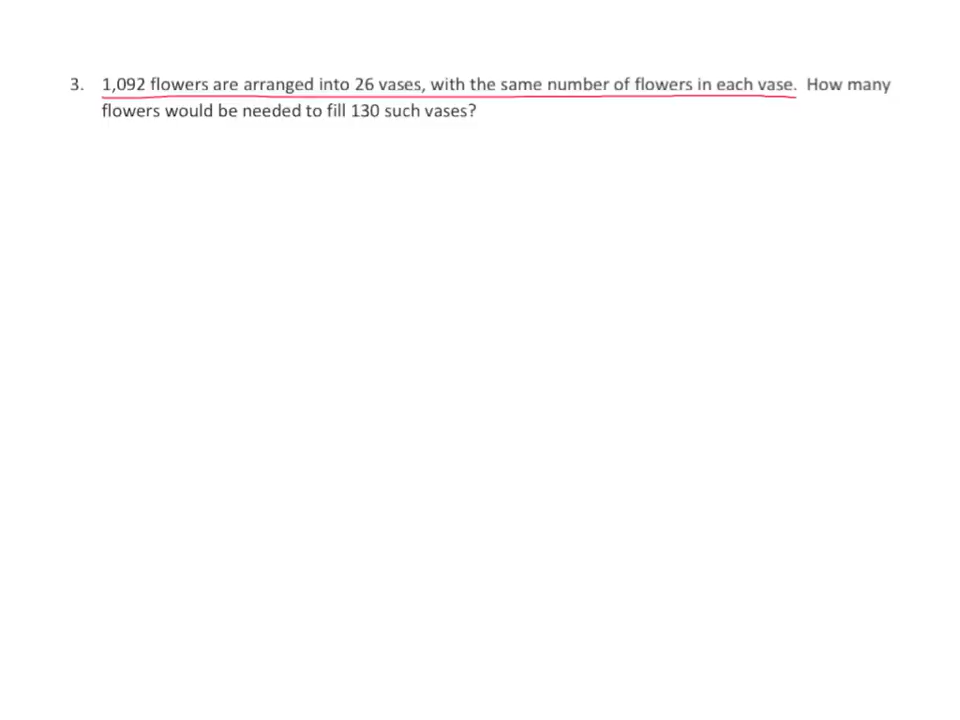 3. 1,092 flowers are arranged into 26 vases, with the same number of flowers in each vase. How many
flowers would be needed to fill 130 such vases?